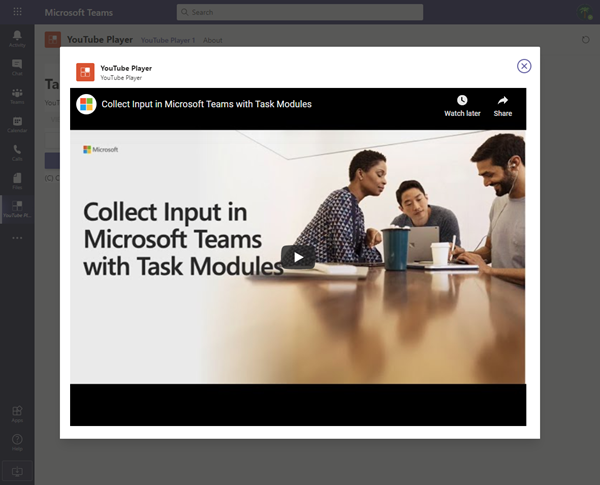 Microsoft Teams
Search
YouTube Player
YouTube Player 1
About
Activity
Chat
Teams
Calendar
Calls
Files
YouTube Pl...
Apps
Help
Ta
YouT
(C) C
YouTube Player
YouTube Player
Collect Input in Microsoft Teams with Task Modules
Watch later
Share
Microsoft
Collect Input in
Microsoft Teams
with Task Modules